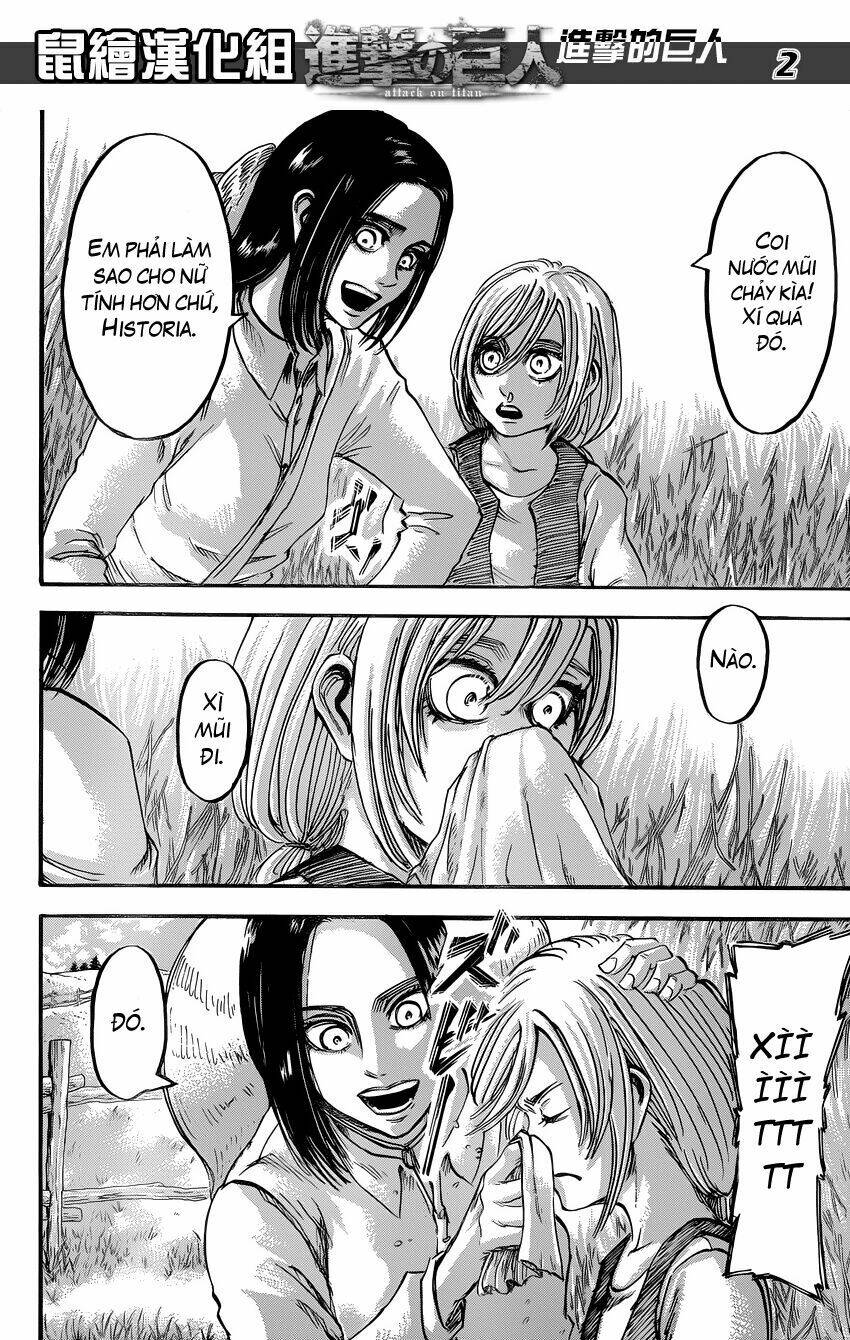 鼠繪漢化組
進撃の巨人
attack on titan
進擊的巨人
2
COI
NƯỚC MŨI
CHẢY KÌA!
XÍ QUÁ
ĐÓ.
EM PHẢI LÀM
SAO CHO NỮ
TÍNH HƠN CHỨ,
HISTORIA.
NÀO.
XÌ
MŨI
ĐI.
XÌÌ
ÌÌÌ
TTT
TT
ĐÓ.